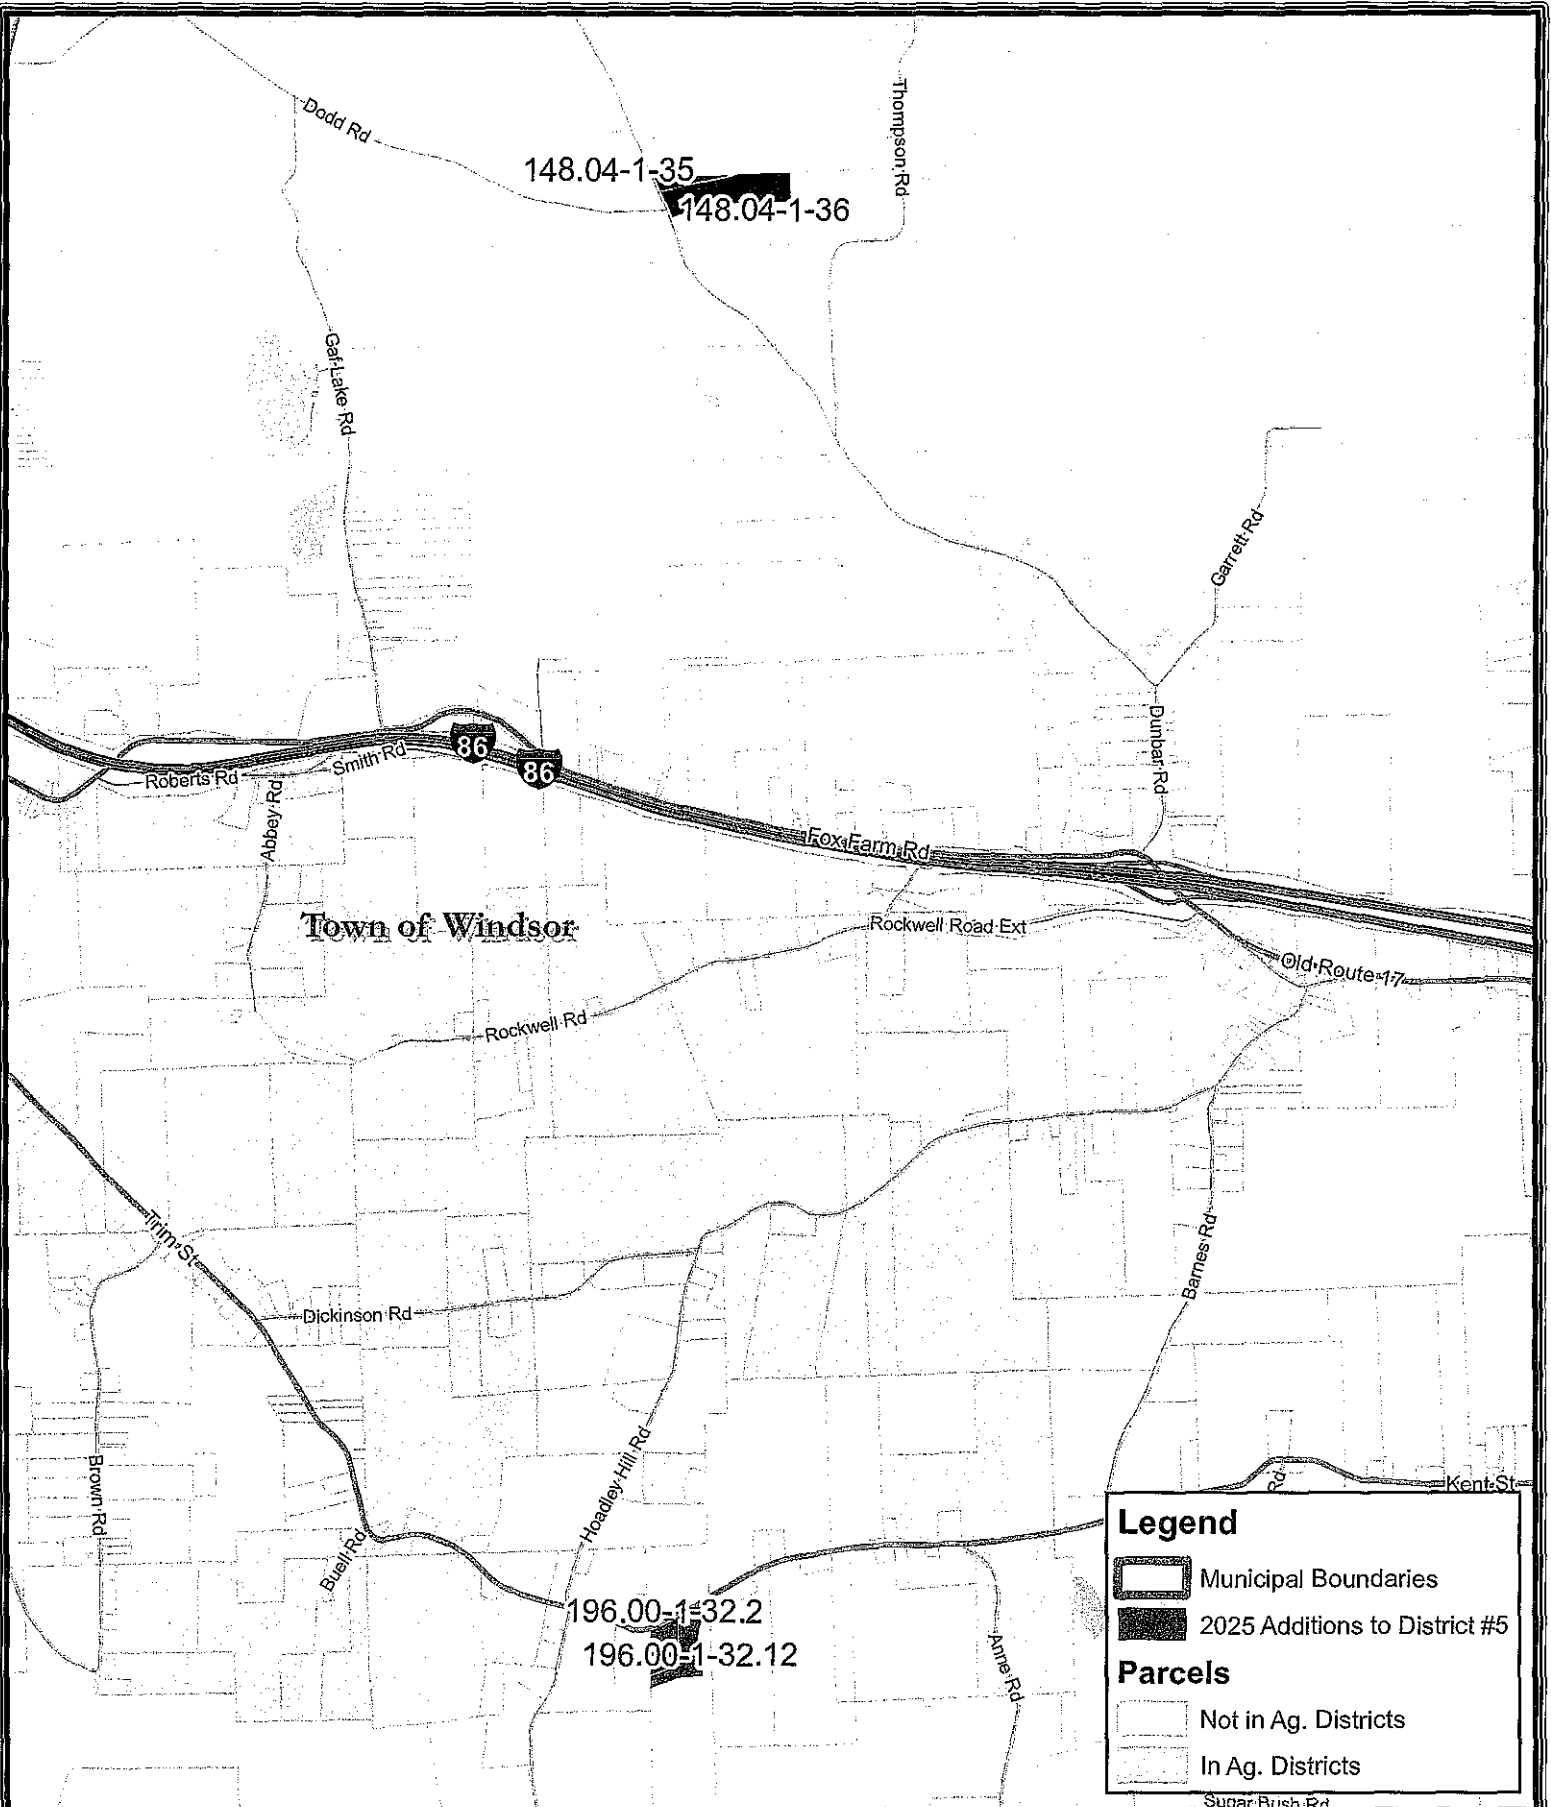 Dodd Rd
Thompson Rd
148.04-1-35
148.04-1-36
Gaf Lake Rd
Garrett Rd
Dunbar Rd
86
86
Smith Rd
Roberts Rd
Abbey Rd
Fox Farm Rd
Town of Windsor
Rockwell Road Ext
Old Route 17
Rockwell Rd
Trim St
Barnes Rd
Dickinson Rd
Brown Rd
Hoadley Hill Rd
Buell Rd
Rd
Kent St
196.00-1-32.2
196.00-1-32.12
Anne Rd
Legend
Municipal Boundaries
2025 Additions to District #5
Parcels
Not in Ag. Districts
In Ag. Districts
Sugar Bush Rd